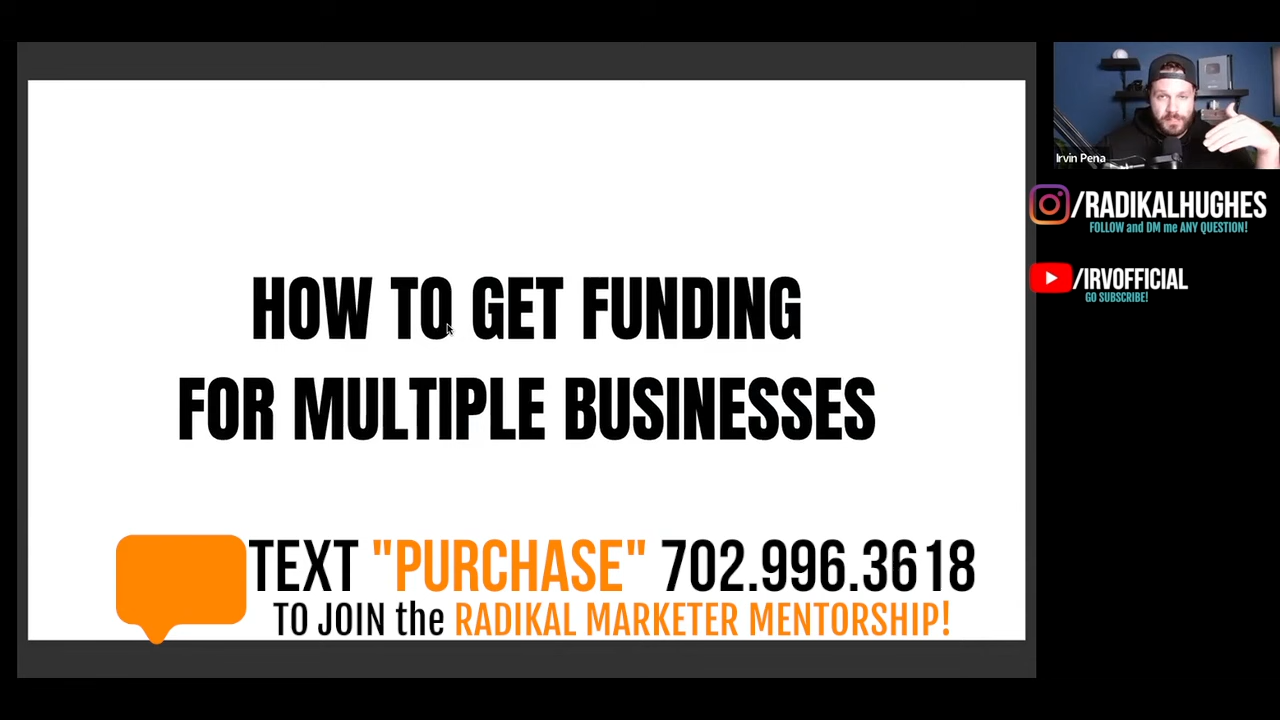 HOW TO GET FUNDING
FOR MULTIPLE BUSINESSES
TEXT "PURCHASE" 702.996.3618
TO JOIN the RADIKAL MARKETER MENTORSHIP!
Irvin Pena
/RADIKALHUGHES
FOLLOW and DM me ANY QUESTION!
/IRVOFFICIAL
GO SUBSCRIBE!